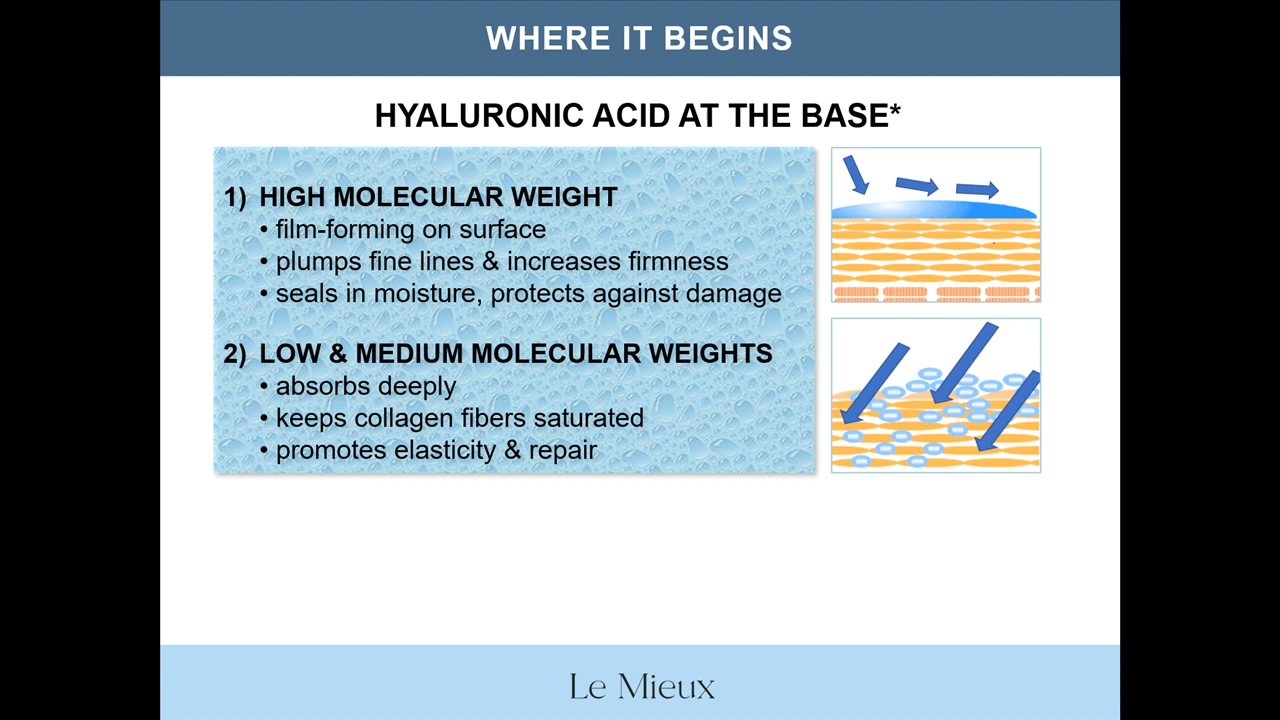 WHERE IT BEGINS
HYALURONIC ACID AT THE BASE*
1) HIGH MOLECULAR WEIGHT
• film-forming on surface
• plumps fine lines & increases firmness
• seals in moisture, protects against damage
2) LOW & MEDIUM MOLECULAR WEIGHTS
• absorbs deeply
• keeps collagen fibers saturated
• promotes elasticity & repair
Le Mieux